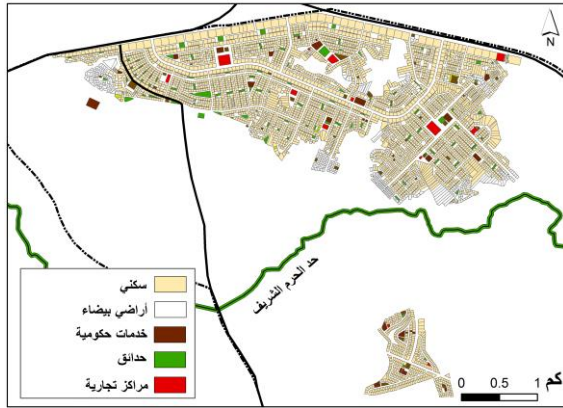 N
حد الحرم الشريف
سكني
أراضي بيضاء
خدمات حكومية
حدائق
مراكز تجارية
كم
0 0.5 1